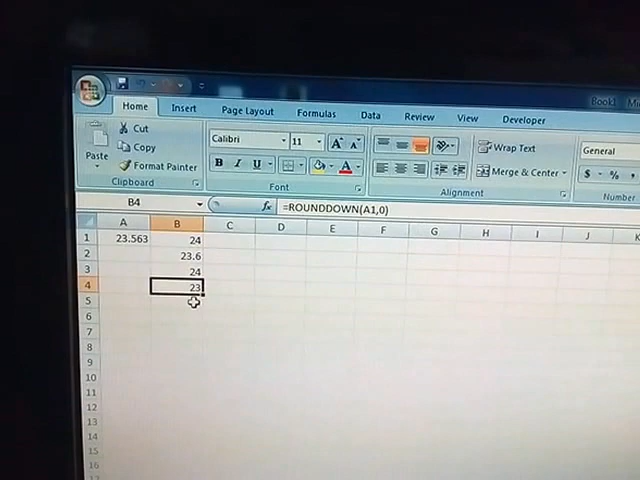 Book1
Home Insert Page Layout Formulas Data Review View Developer
Paste Cut Copy Format Painter
Clipboard
Calibri 11 A A
B I U A
Font
Wrap Text
Merge & Center
Alignment
General
$ % ,
Number
B4 fx =ROUNDDOWN(A1,0)
A B C D E F G H I J K
1 23.563 24
2 23.6
3 24
4 23
5
6
7
8
9
10
11
12
13
14
15
16
17